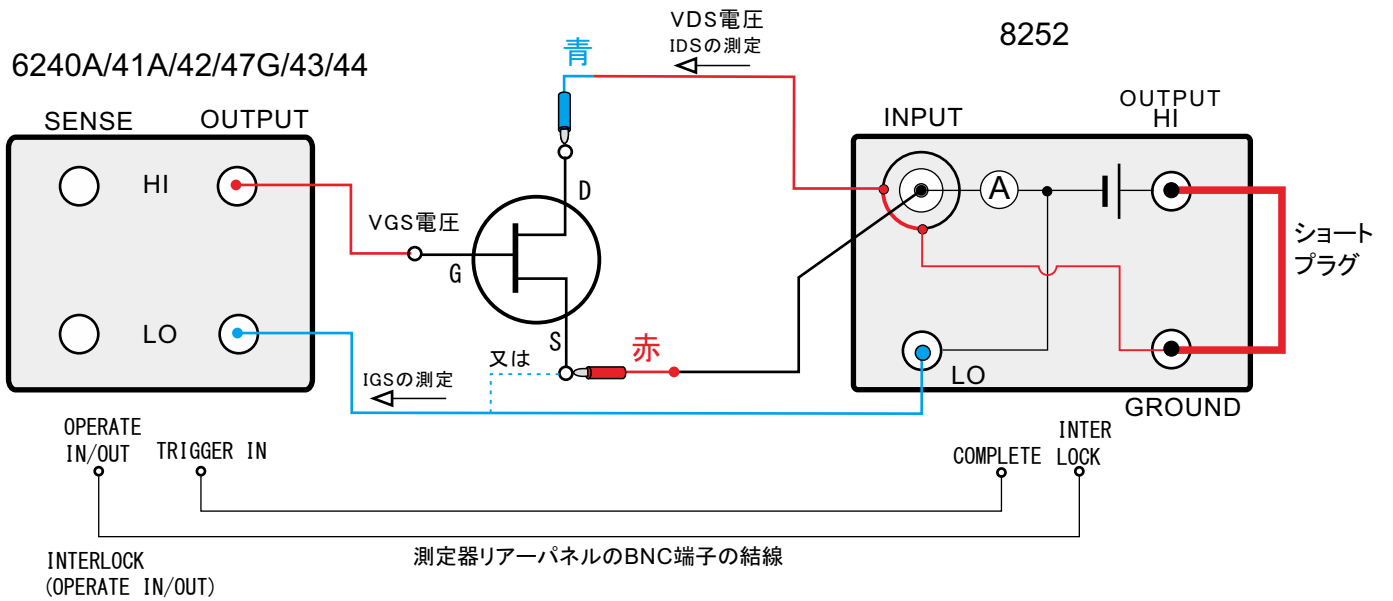 6240A/41A/42/47G/43/44
SENSE
OUTPUT
HI
LO
青
VDS電圧
IDSの測定
8252
INPUT
OUTPUT
HI
A
ショート
プラグ
VGS電圧
D
G
S
又は
赤
IGSの測定
LO
GROUND
OPERATE
IN/OUT
TRIGGER IN
COMPLETE
INTER
LOCK
測定器リアーパネルのBNC端子の結線
INTERLOCK
(OPERATE IN/OUT)